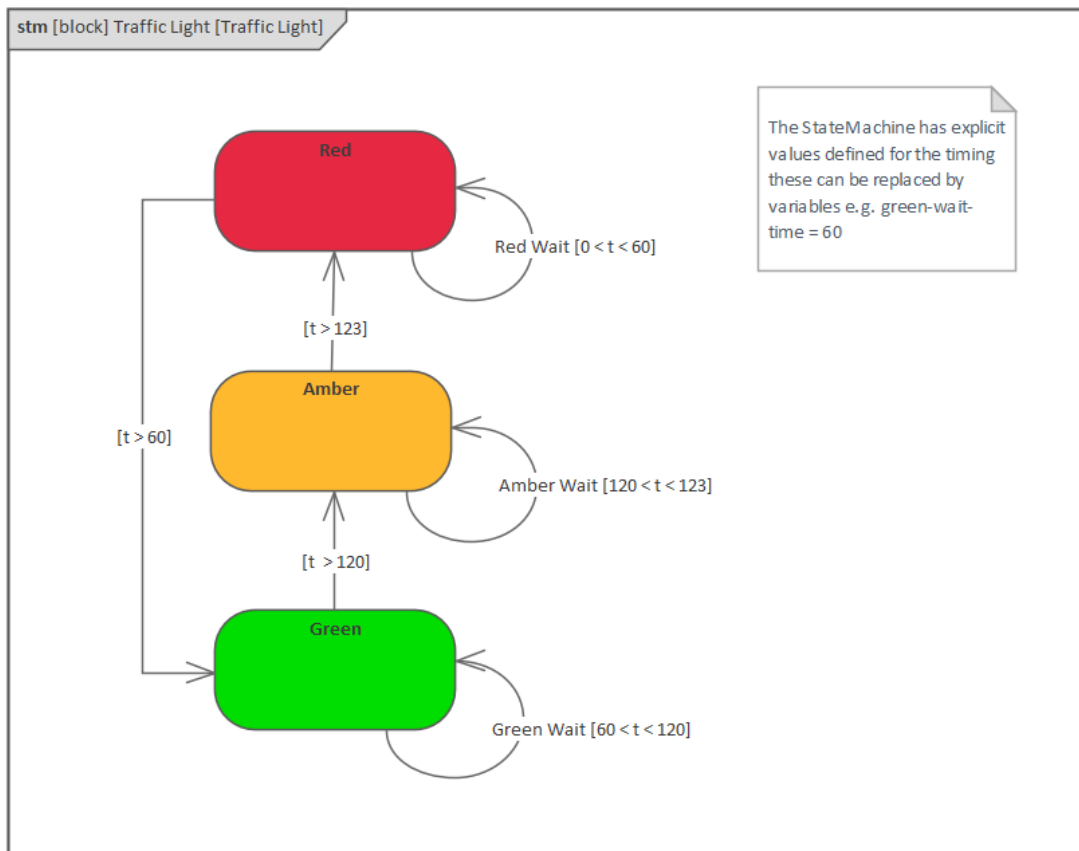 stm [block] Traffic Light [Traffic Light]
The StateMachine has explicit
values defined for the timing
these can be replaced by
variables e.g. green-wait-
time = 60
Red
Red Wait [0 < t < 60]
[t > 123]
Amber
[t > 60]
Amber Wait [120 < t < 123]
[t  > 120]
Green
Green Wait [60 < t < 120]